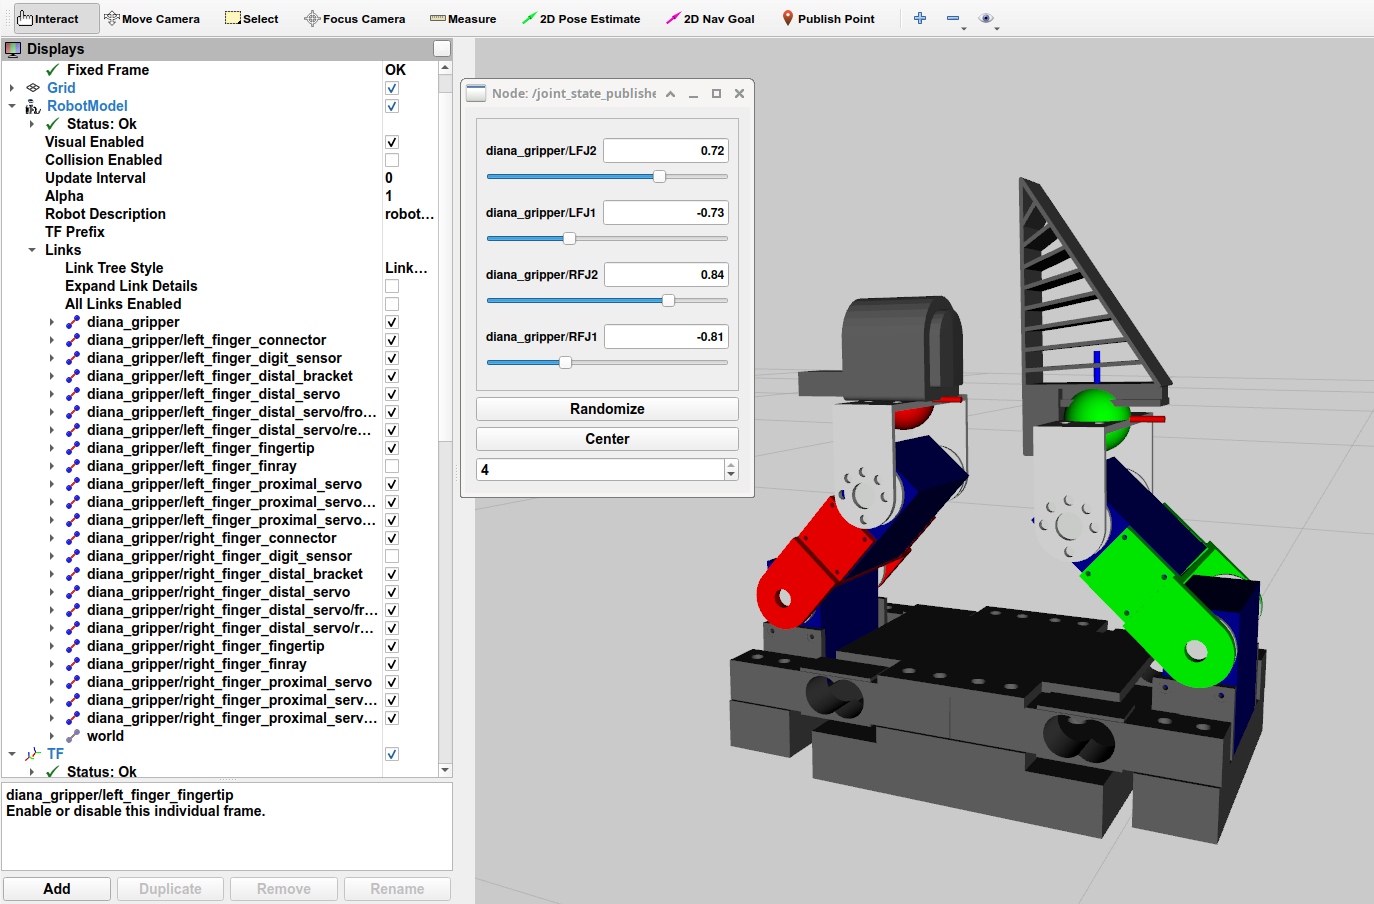 Interact Move Camera Select Focus Camera Measure 2D Pose Estimate 2D Nav Goal Publish Point
Displays
Fixed Frame OK
Grid
RobotModel
Status: Ok
Visual Enabled
Collision Enabled
Update Interval 0
Alpha 1
Robot Description robot...
TF Prefix
Links
Link Tree Style Link...
Expand Link Details
All Links Enabled
diana_gripper
diana_gripper/left_finger_connector
diana_gripper/left_finger_digit_sensor
diana_gripper/left_finger_distal_bracket
diana_gripper/left_finger_distal_servo
diana_gripper/left_finger_distal_servo/fro...
diana_gripper/left_finger_distal_servo/re...
diana_gripper/left_finger_fingertip
diana_gripper/left_finger_finray
diana_gripper/left_finger_proximal_servo
diana_gripper/left_finger_proximal_servo...
diana_gripper/left_finger_proximal_servo...
diana_gripper/right_finger_connector
diana_gripper/right_finger_digit_sensor
diana_gripper/right_finger_distal_bracket
diana_gripper/right_finger_distal_servo
diana_gripper/right_finger_distal_servo/fr...
diana_gripper/right_finger_distal_servo/r...
diana_gripper/right_finger_fingertip
diana_gripper/right_finger_finray
diana_gripper/right_finger_proximal_servo
diana_gripper/right_finger_proximal_serv...
diana_gripper/right_finger_proximal_serv...
world
TF
Status: Ok
diana_gripper/left_finger_fingertip
Enable or disable this individual frame.
Add Duplicate Remove Rename
Node: /joint_state_publishe
diana_gripper/LFJ2 0.72
diana_gripper/LFJ1 -0.73
diana_gripper/RFJ2 0.84
diana_gripper/RFJ1 -0.81
Randomize
Center
4